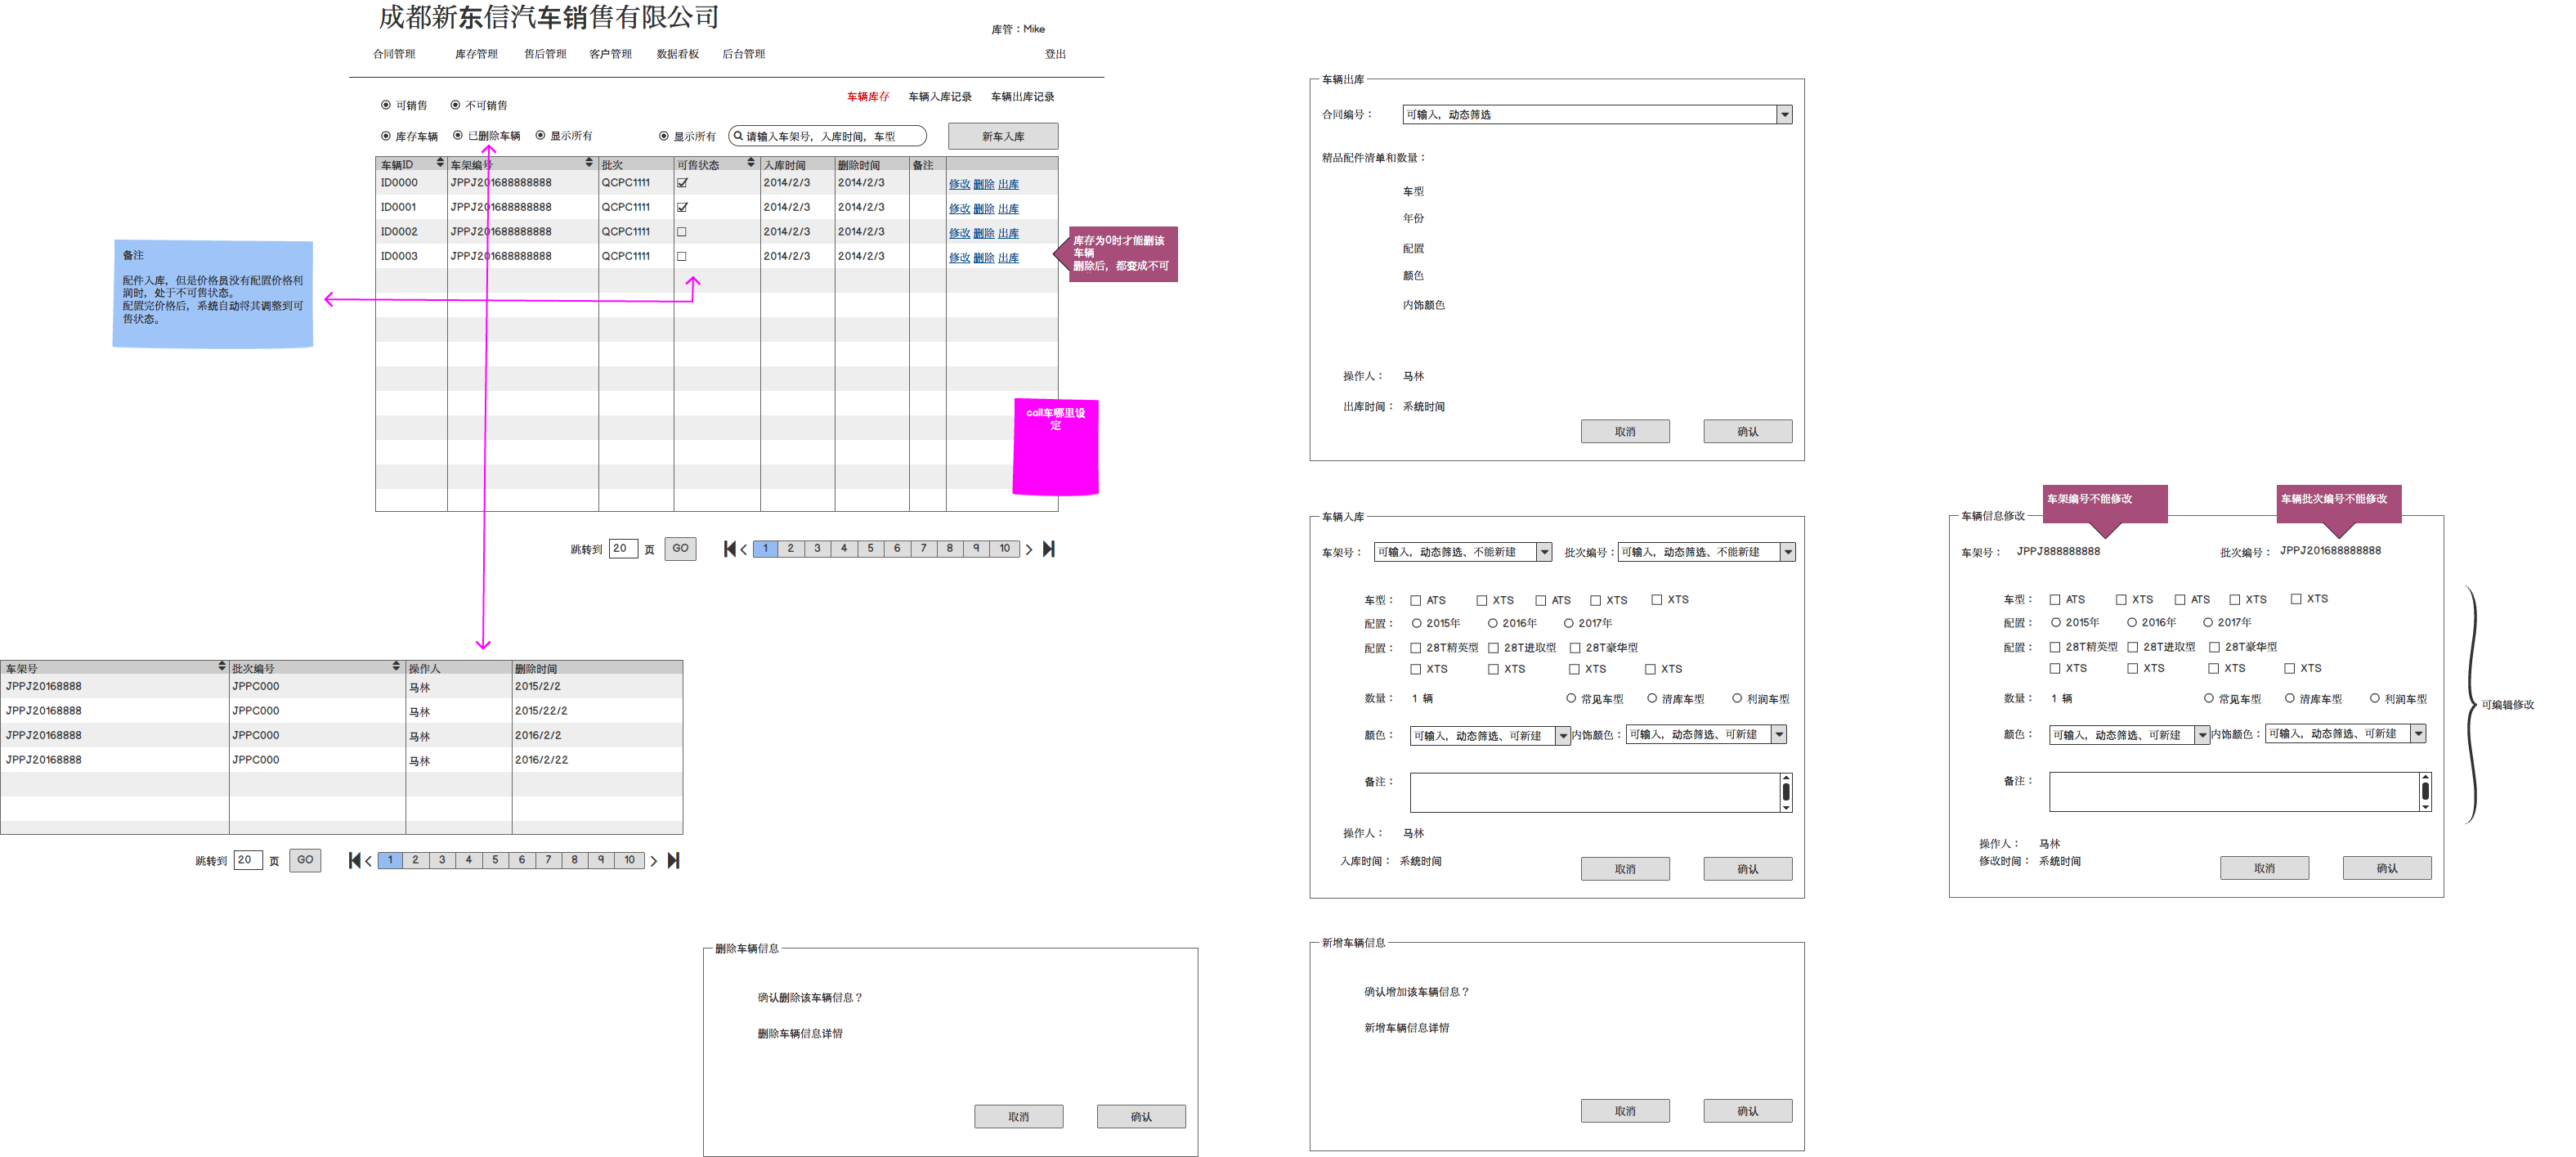 成都新东信汽车销售有限公司
库管：Mike
合同管理 库存管理 售后管理 客户管理 数据看板 后台管理 登出
车辆库存 车辆入库记录 车辆出库记录
可销售 不可销售
库存车辆 已删除车辆 显示所有 显示所有 请输入车架号，入库时间，车型 新车入库
车辆ID 车架编号 批次 可售状态 入库时间 删除时间 备注
ID0000 JPPJ201688888888 QCPC1111 2014/2/3 2014/2/3 修改 删除 出库
ID0001 JPPJ201688888888 QCPC1111 2014/2/3 2014/2/3 修改 删除 出库
ID0002 JPPJ201688888888 QCPC1111 2014/2/3 2014/2/3 修改 删除 出库
ID0003 JPPJ201688888888 QCPC1111 2014/2/3 2014/2/3 修改 删除 出库
库存为0时才能删该
车辆
删除后，都变成不可
备注
配件入库，但是价格员没有配置价格利
润时，处于不可售状态。
配置完价格后，系统自动将其调整到可
售状态。
call车哪里设
定
跳转到 20 页 GO 1 2 3 4 5 6 7 8 9 10
车架号 批次编号 操作人 删除时间
JPPJ20168888 JPPC000 马林 2015/2/2
JPPJ20168888 JPPC000 马林 2015/22/2
JPPJ20168888 JPPC000 马林 2016/2/2
JPPJ20168888 JPPC000 马林 2016/2/22
跳转到 20 页 GO 1 2 3 4 5 6 7 8 9 10
删除车辆信息
确认删除该车辆信息？
删除车辆信息详情
取消 确认
车辆出库
合同编号： 可输入，动态筛选
精品配件清单和数量：
车型
年份
配置
颜色
内饰颜色
操作人： 马林
出库时间： 系统时间
取消 确认
车辆入库
车架号： 可输入，动态筛选、不能新建 批次编号： 可输入，动态筛选、不能新建
车型： ATS XTS ATS XTS XTS
配置： 2015年 2016年 2017年
配置： 28T精英型 28T进取型 28T豪华型
XTS XTS XTS XTS
数量： 1 辆 常见车型 清库车型 利润车型
颜色： 可输入，动态筛选、可新建 内饰颜色： 可输入，动态筛选、可新建
备注：
操作人： 马林
入库时间： 系统时间
取消 确认
新增车辆信息
确认增加该车辆信息？
新增车辆信息详情
取消 确认
车架编号不能修改 车辆批次编号不能修改
车辆信息修改
车架号： JPPJ888888888 批次编号： JPPJ201688888888
车型： ATS XTS ATS XTS XTS
配置： 2015年 2016年 2017年
配置： 28T精英型 28T进取型 28T豪华型
XTS XTS XTS XTS
数量： 1 辆 常见车型 清库车型 利润车型
颜色： 可输入，动态筛选、可新建 内饰颜色： 可输入，动态筛选、可新建
备注：
操作人： 马林
修改时间： 系统时间
取消 确认
可编辑修改